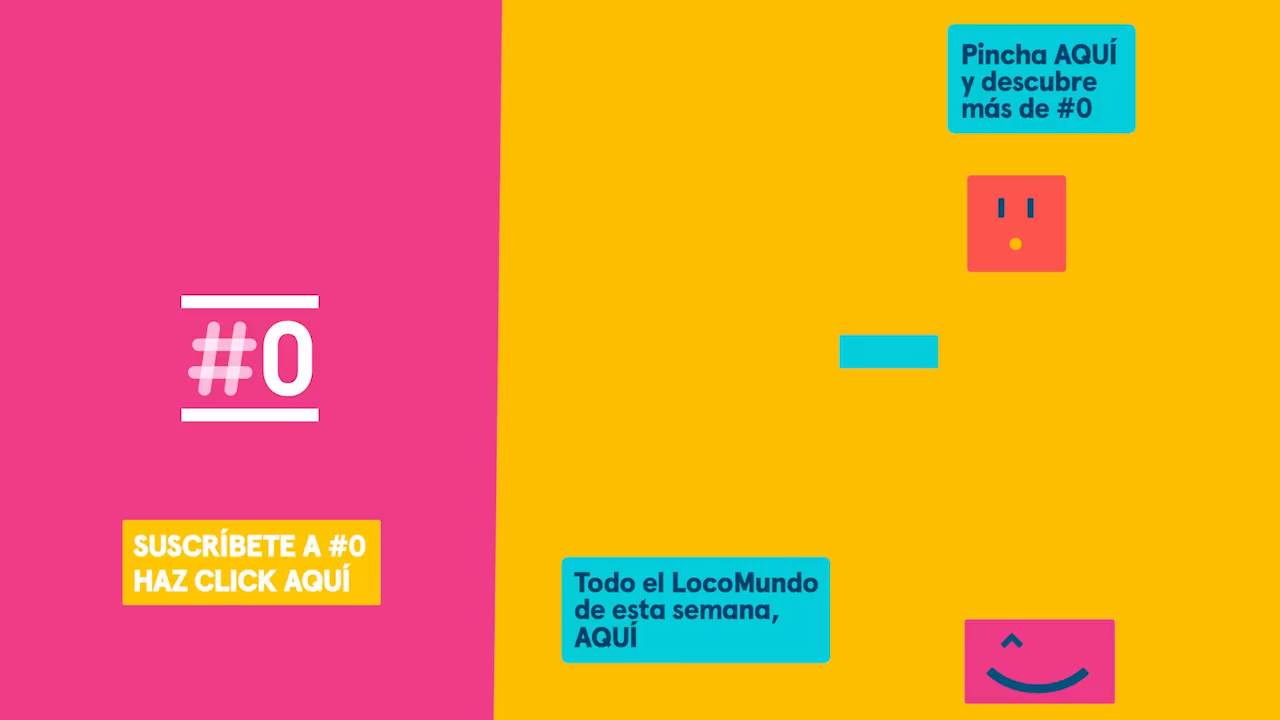 #0
SUSCRÍBETE A #0
HAZ CLICK AQUÍ
Pincha AQUÍ
y descubre
más de #0
Todo el LocoMundo
de esta semana,
AQUÍ